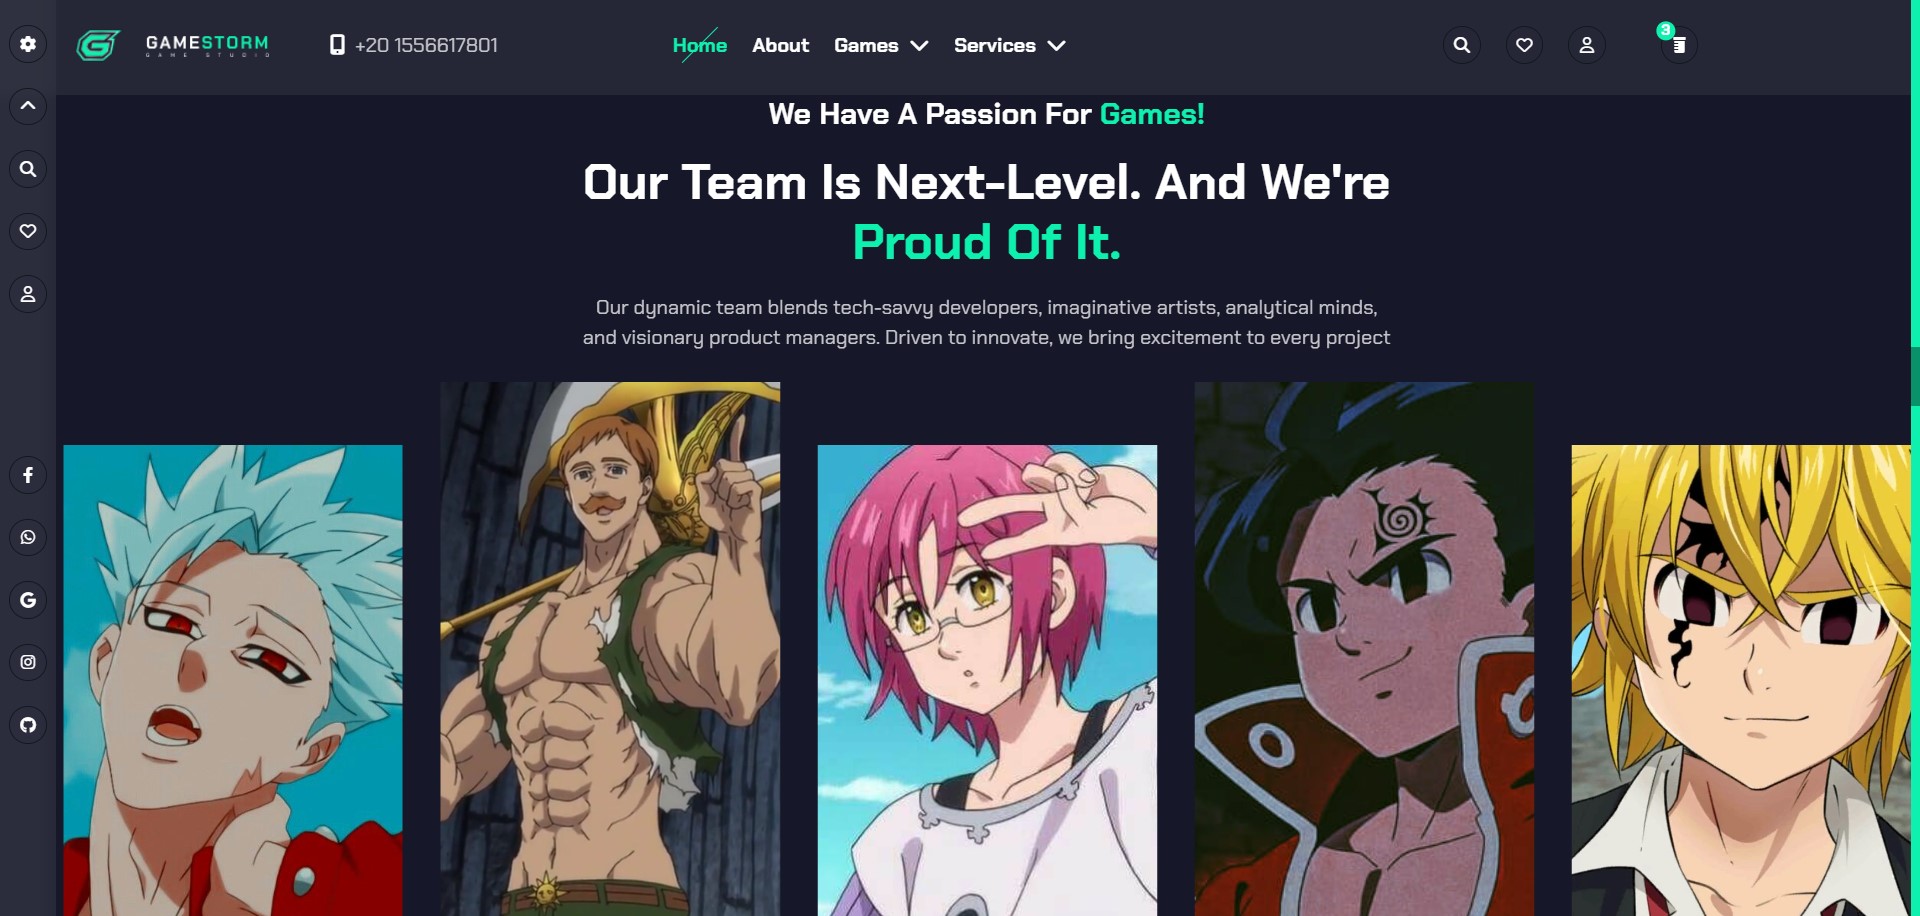 GAMESTORM
GAME STUDIO
+20 1556617801
Home
About
Games
Services
3
We Have A Passion For Games!
Our Team Is Next-Level. And We're
Proud Of It.
Our dynamic team blends tech-savvy developers, imaginative artists, analytical minds,
and visionary product managers. Driven to innovate, we bring excitement to every project